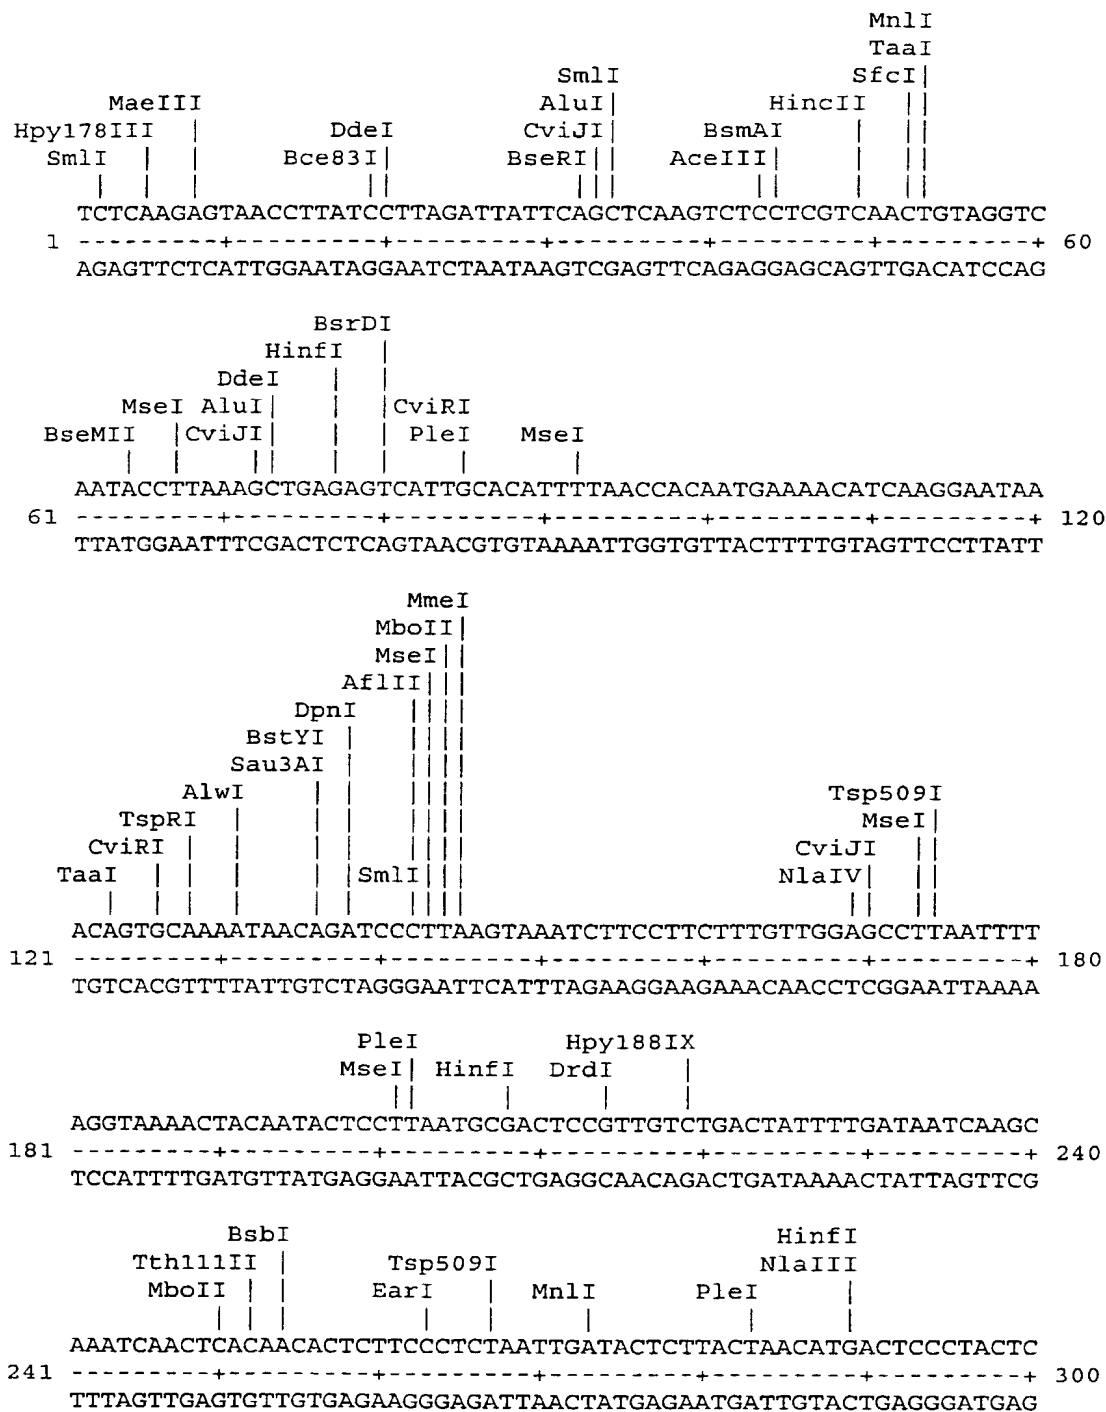 MnlI
TaaI
SmlI SfcI
MaeIII AluI HincII
Hpy178III DdeI CviJI BsmAI
SmlI Bce83I BseRI AceIII
TCTCAAGAGTAACCTTATCCTTAGATTATTCAGCTCAAGTCTCCTCGTCAACTGTAGGTC
1 ---------+---------+---------+---------+---------+---------+ 60
AGAGTTCTCATTGGAATAGGAATCTAATAAGTCGAGTTCAGAGGAGCAGTTGACATCCAG
BsrDI
HinfI
DdeI
MseI AluI CviRI
BseMII CviJI PleI MseI
AATACCTTAAAGCTGAGAGTCATTGCACATTTTAACCACAATGAAAACATCAAGGAATAA
61 ---------+---------+---------+---------+---------+---------+ 120
TTATGGAATTTCGACTCTCAGTAACGTGTAAAATTGGTGTTACTTTTGTAGTTCCTTATT
MmeI
MboII
MseI
AflII
DpnI
BstYI
Sau3AI
AlwI Tsp509I
TspRI MseI
CviRI CviJI
TaaI SmlI NlaIV
ACAGTGCAAAATAACAGATCCCTTAAGTAAATCTTCCTTCTTTGTTGGAGCCTTAATTTT
121 ---------+---------+---------+---------+---------+---------+ 180
TGTCACGTTTTATTGTCTAGGGAATTCATTTAGAAGGAAGAAACAACCTCGGAATTAAAA
PleI Hpy188IX
MseI HinfI DrdI
AGGTAAAACTACAATACTCCTTAATGCGACTCCGTTGTCTGACTATTTTGATAATCAAGC
181 ---------+---------+---------+---------+---------+---------+ 240
TCCATTTTGATGTTATGAGGAATTACGCTGAGGCAACAGACTGATAAAACTATTAGTTCG
BsbI HinfI
Tth111II Tsp509I NlaIII
MboII EarI MnlI PleI
AAATCAACTCACAACACTCTTCCCTCTAATTGATACTCTTACTAACATGACTCCCTACTC
241 ---------+---------+---------+---------+---------+---------+ 300
TTTAGTTGAGTGTTGTGAGAAGGGAGATTAACTATGAGAATGATTGTACTGAGGGATGAG